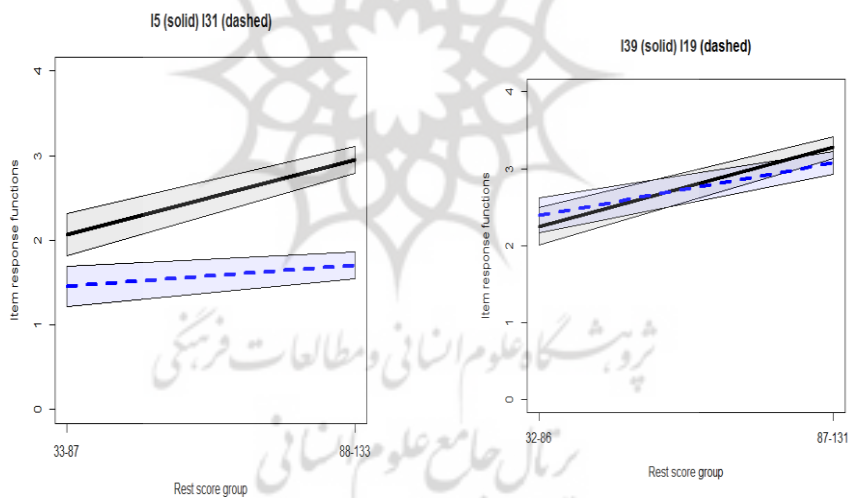 I5 (solid) I31 (dashed)
4
3
2
1
0
Item response functions
33-87
88-133
Rest score group
I39 (solid) I19 (dashed)
4
3
2
1
0
Item response functions
32-86
87-131
Rest score group
پژوهشگاه علوم انسانی و مطالعات فرهنگی
پرتال جامع علوم انسانی